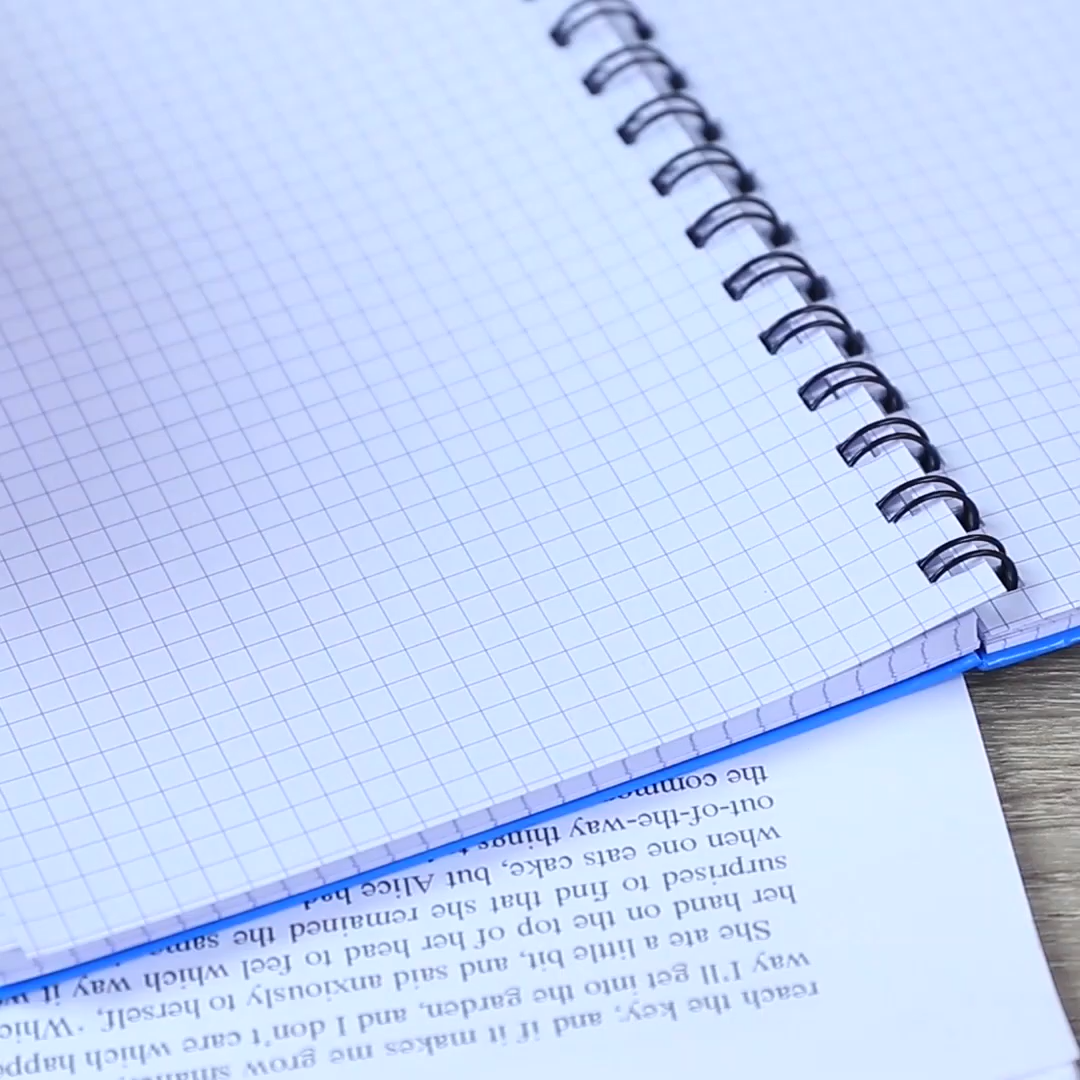 reach the key; and if it makes me grow smaller,
way I'll get into the garden, and I don't care which happ
She ate a little bit, and said anxiously to herself, 'Which
her hand on the top of her head to feel which way it w
surprised to find that she remained the same
when one eats cake, but Alice had
out-of-the-way things
the common